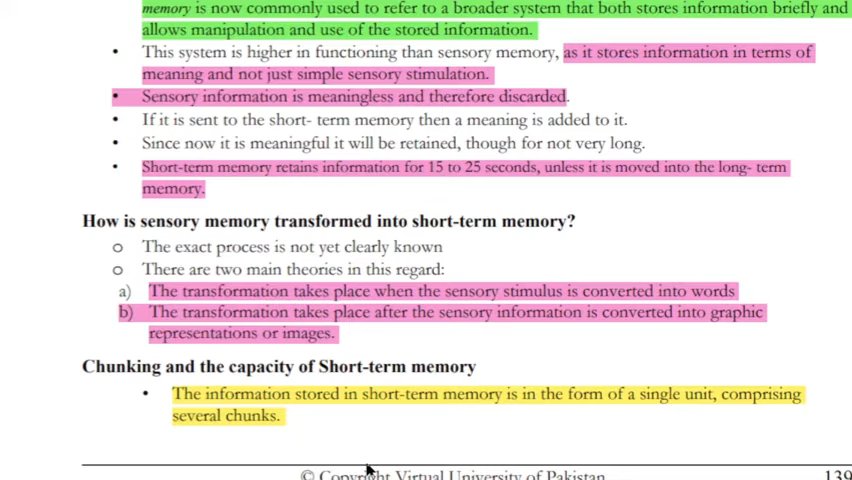 memory is now commonly used to refer to a broader system that both stores information briefly and
allows manipulation and use of the stored information.
• This system is higher in functioning than sensory memory, as it stores information in terms of
meaning and not just simple sensory stimulation.
• Sensory information is meaningless and therefore discarded.
• If it is sent to the short- term memory then a meaning is added to it.
• Since now it is meaningful it will be retained, though for not very long.
• Short-term memory retains information for 15 to 25 seconds, unless it is moved into the long- term
memory.
How is sensory memory transformed into short-term memory?
o The exact process is not yet clearly known
o There are two main theories in this regard:
a) The transformation takes place when the sensory stimulus is converted into words
b) The transformation takes place after the sensory information is converted into graphic
representations or images.
Chunking and the capacity of Short-term memory
• The information stored in short-term memory is in the form of a single unit, comprising
several chunks.
© Copyright Virtual University of Pakistan 139